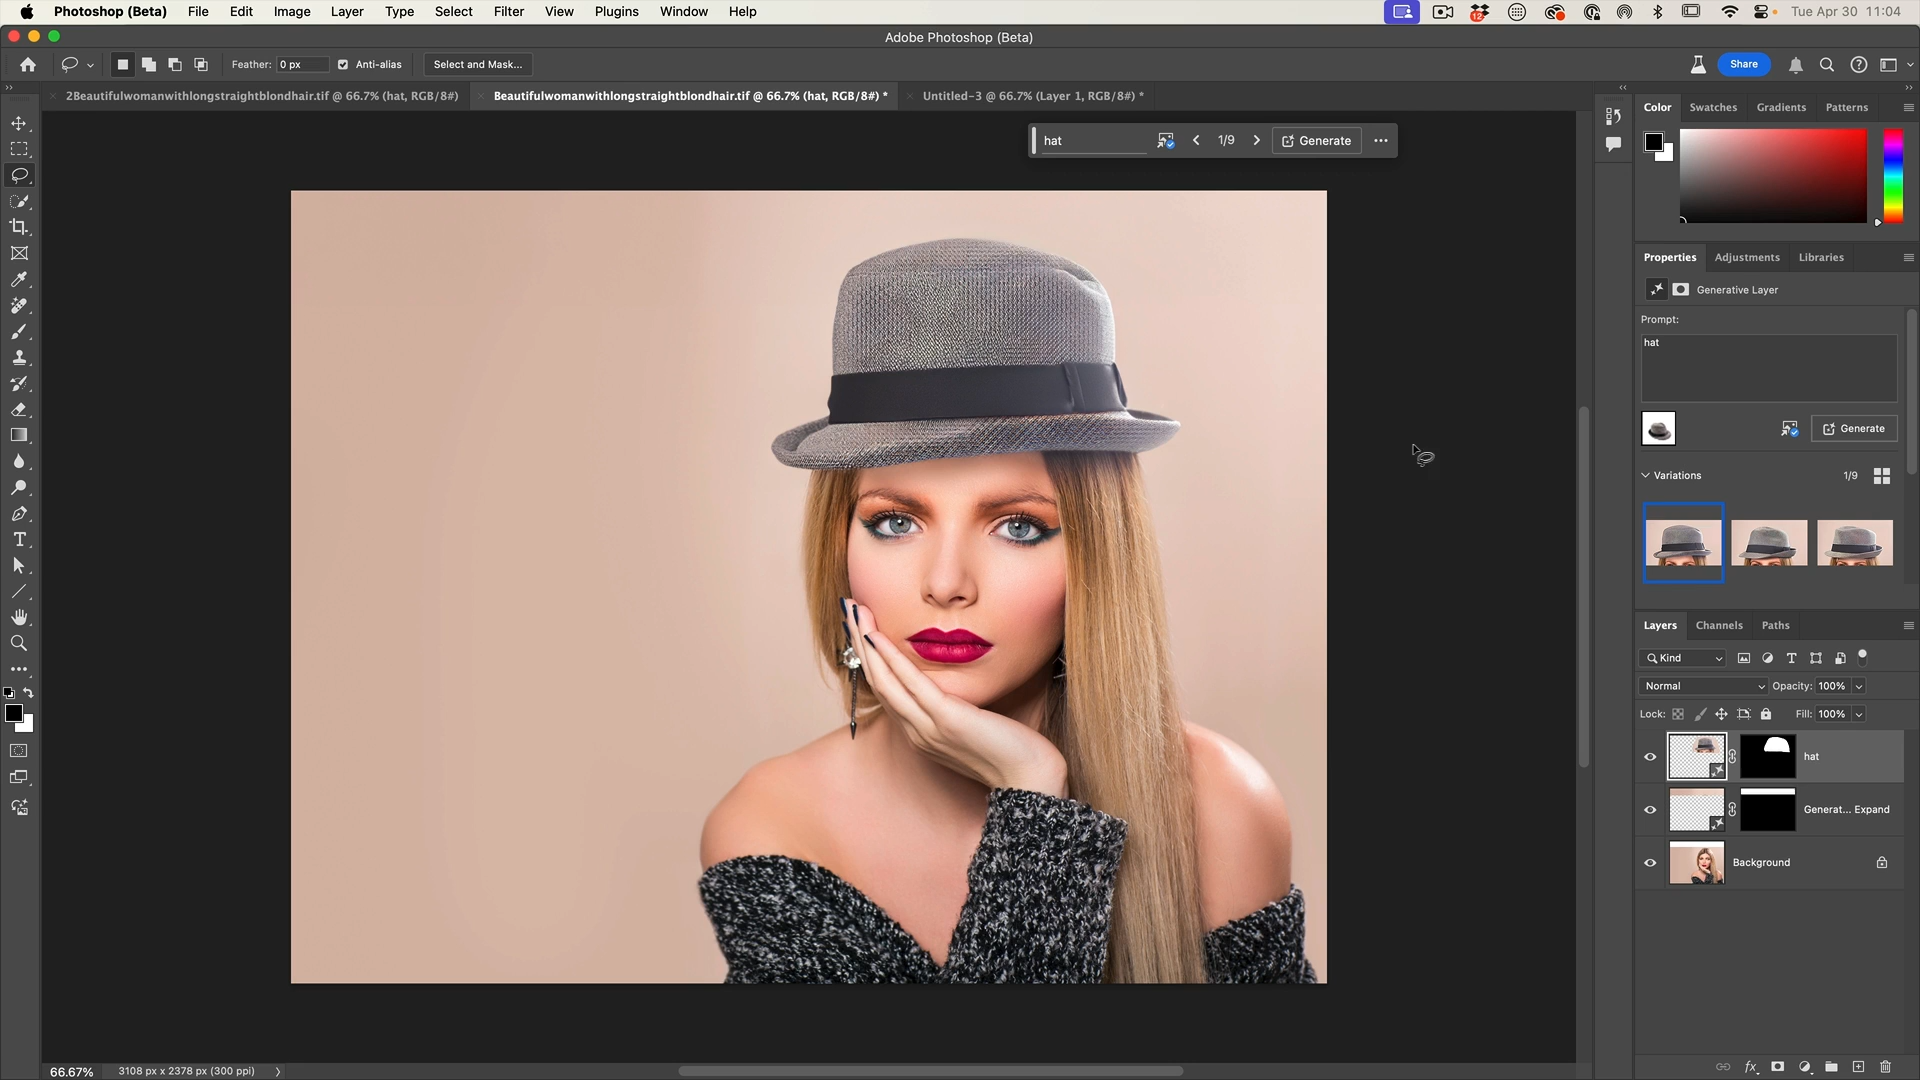 Photoshop (Beta) File Edit Image Layer Type Select Filter View Plugins Window Help
12
Tue Apr 30 11:04
Adobe Photoshop (Beta)
Feather: 0 px Anti-alias Select and Mask... Share
2Beautifulwomanwithlongstraightblondhair.tif @ 66.7% (hat, RGB/8#) Beautifulwomanwithlongstraightblondhair.tif @ 66.7% (hat, RGB/8#) * Untitled-3 @ 66.7% (Layer 1, RGB/8#) *
hat 1/9 Generate
Color Swatches Gradients Patterns
Properties Adjustments Libraries
Generative Layer
Prompt:
hat
Generate
Variations 1/9
Layers Channels Paths
Kind
Normal Opacity: 100%
Lock: Fill: 100%
hat
Generat... Expand
Background
66.67% 3108 px x 2378 px (300 ppi)